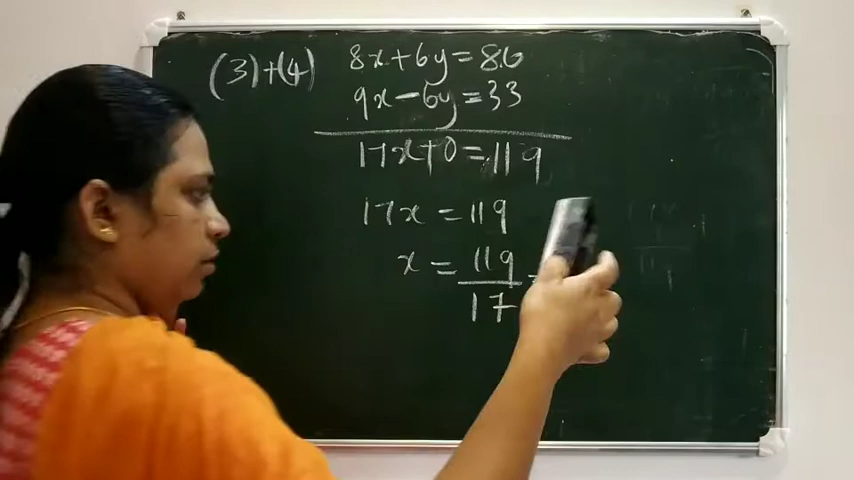 (3)+(4) 8x+6y=86
9x-6y=33
17x+0=119
17x=119
x=119/17 =